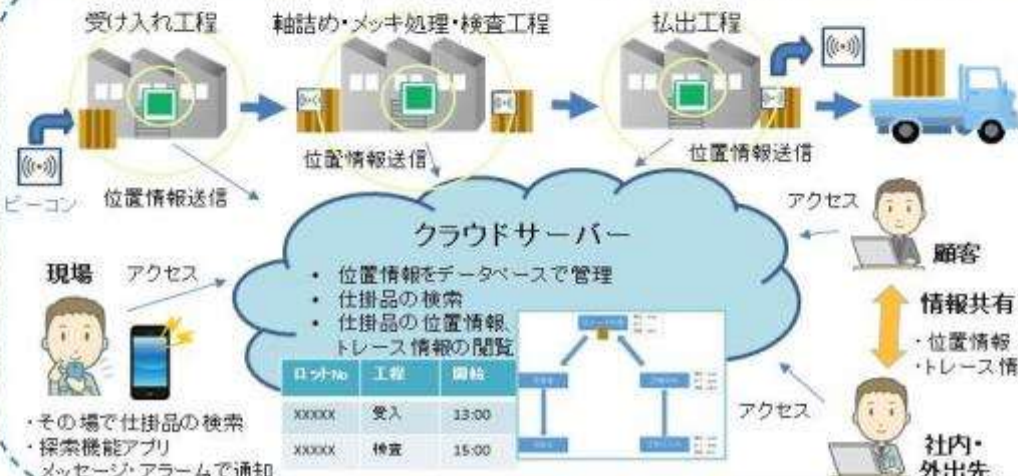 受け入れ工程
軸詰め・メッキ処理・検査工程
払出工程
位置情報送信
位置情報送信
位置情報送信
ビーコン
クラウドサーバー
• 位置情報をデータベースで管理
• 仕掛品の検索
• 仕掛品の位置情報、
トレース情報の閲覧
ロットNo 工程 開始
XXXXX 受入 13:00
XXXXX 検査 15:00
現場
アクセス
・その場で仕掛品の検索
・探索機能アプリ
メッセージ・アラームで通知
アクセス
顧客
情報共有
・位置情報
・トレース情
アクセス
社内・
外出先